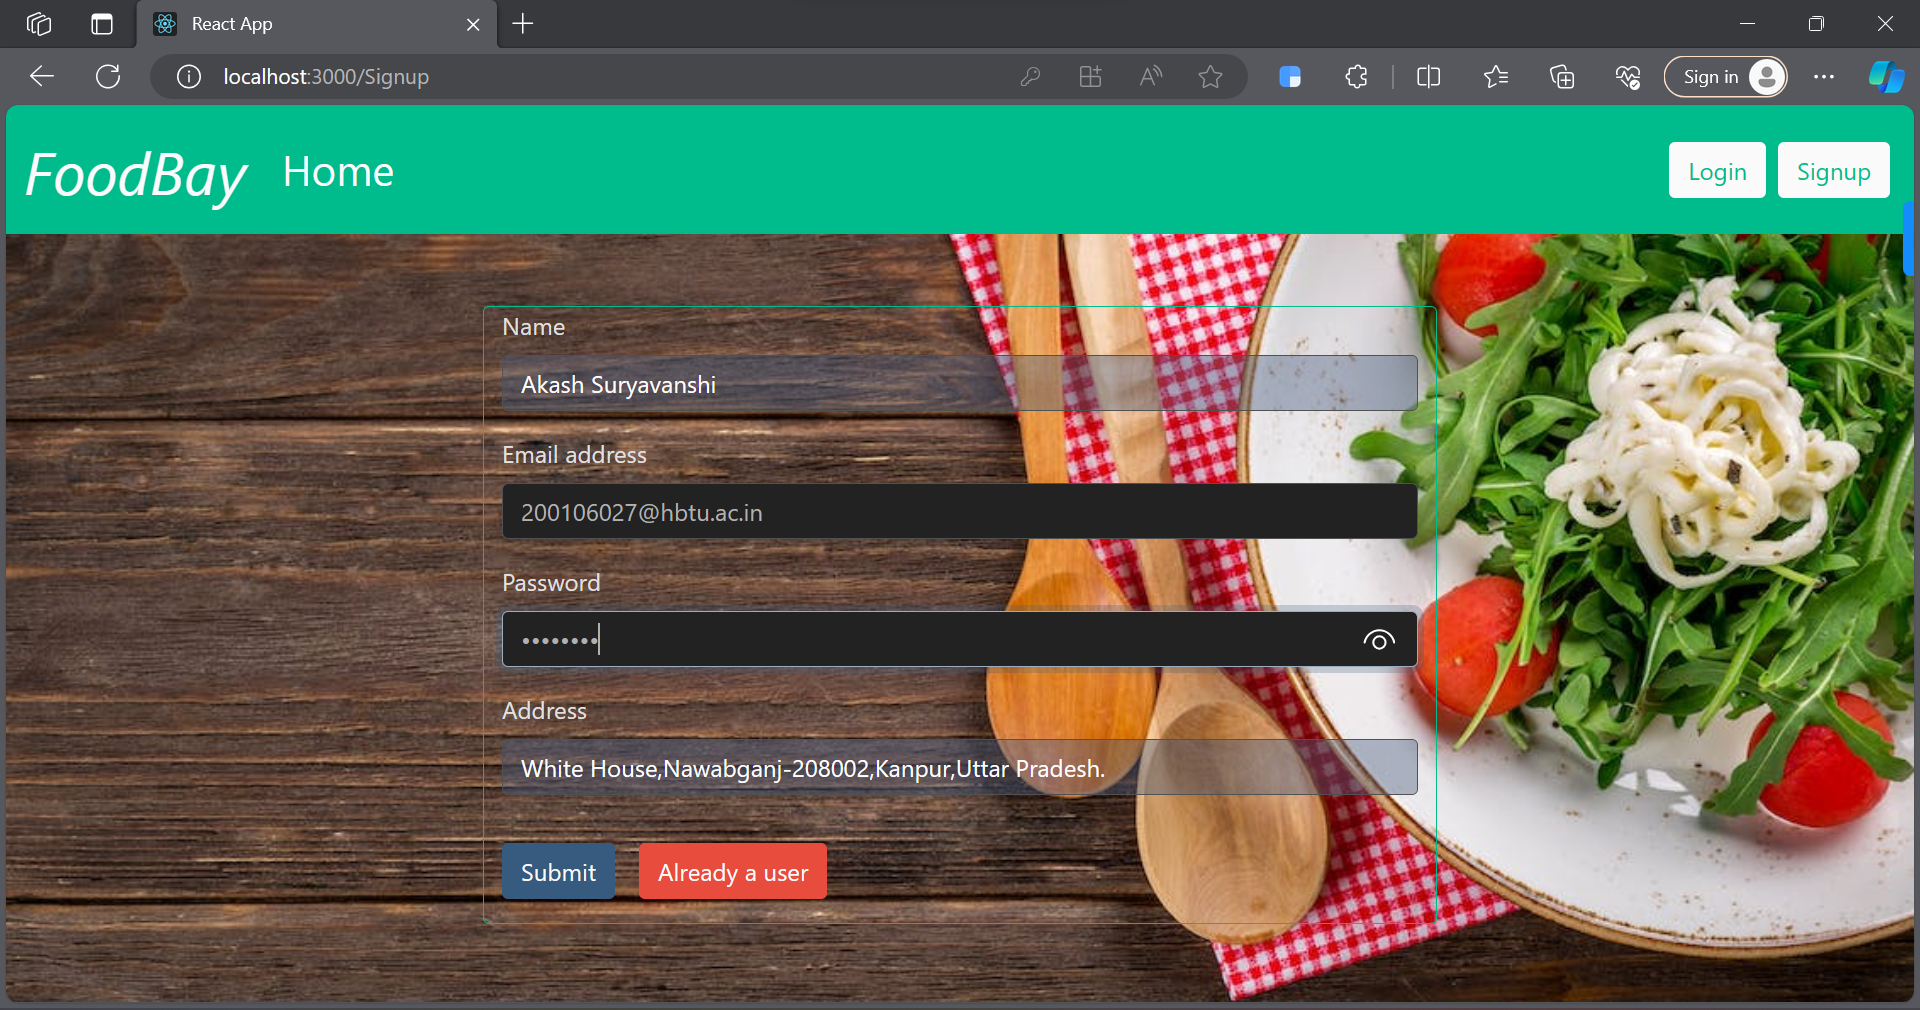 React App
localhost:3000/Signup
Sign in
FoodBay Home Login Signup
Name
Akash Suryavanshi
Email address
200106027@hbtu.ac.in
Password
••••••••
Address
White House,Nawabganj-208002,Kanpur,Uttar Pradesh.
Submit Already a user